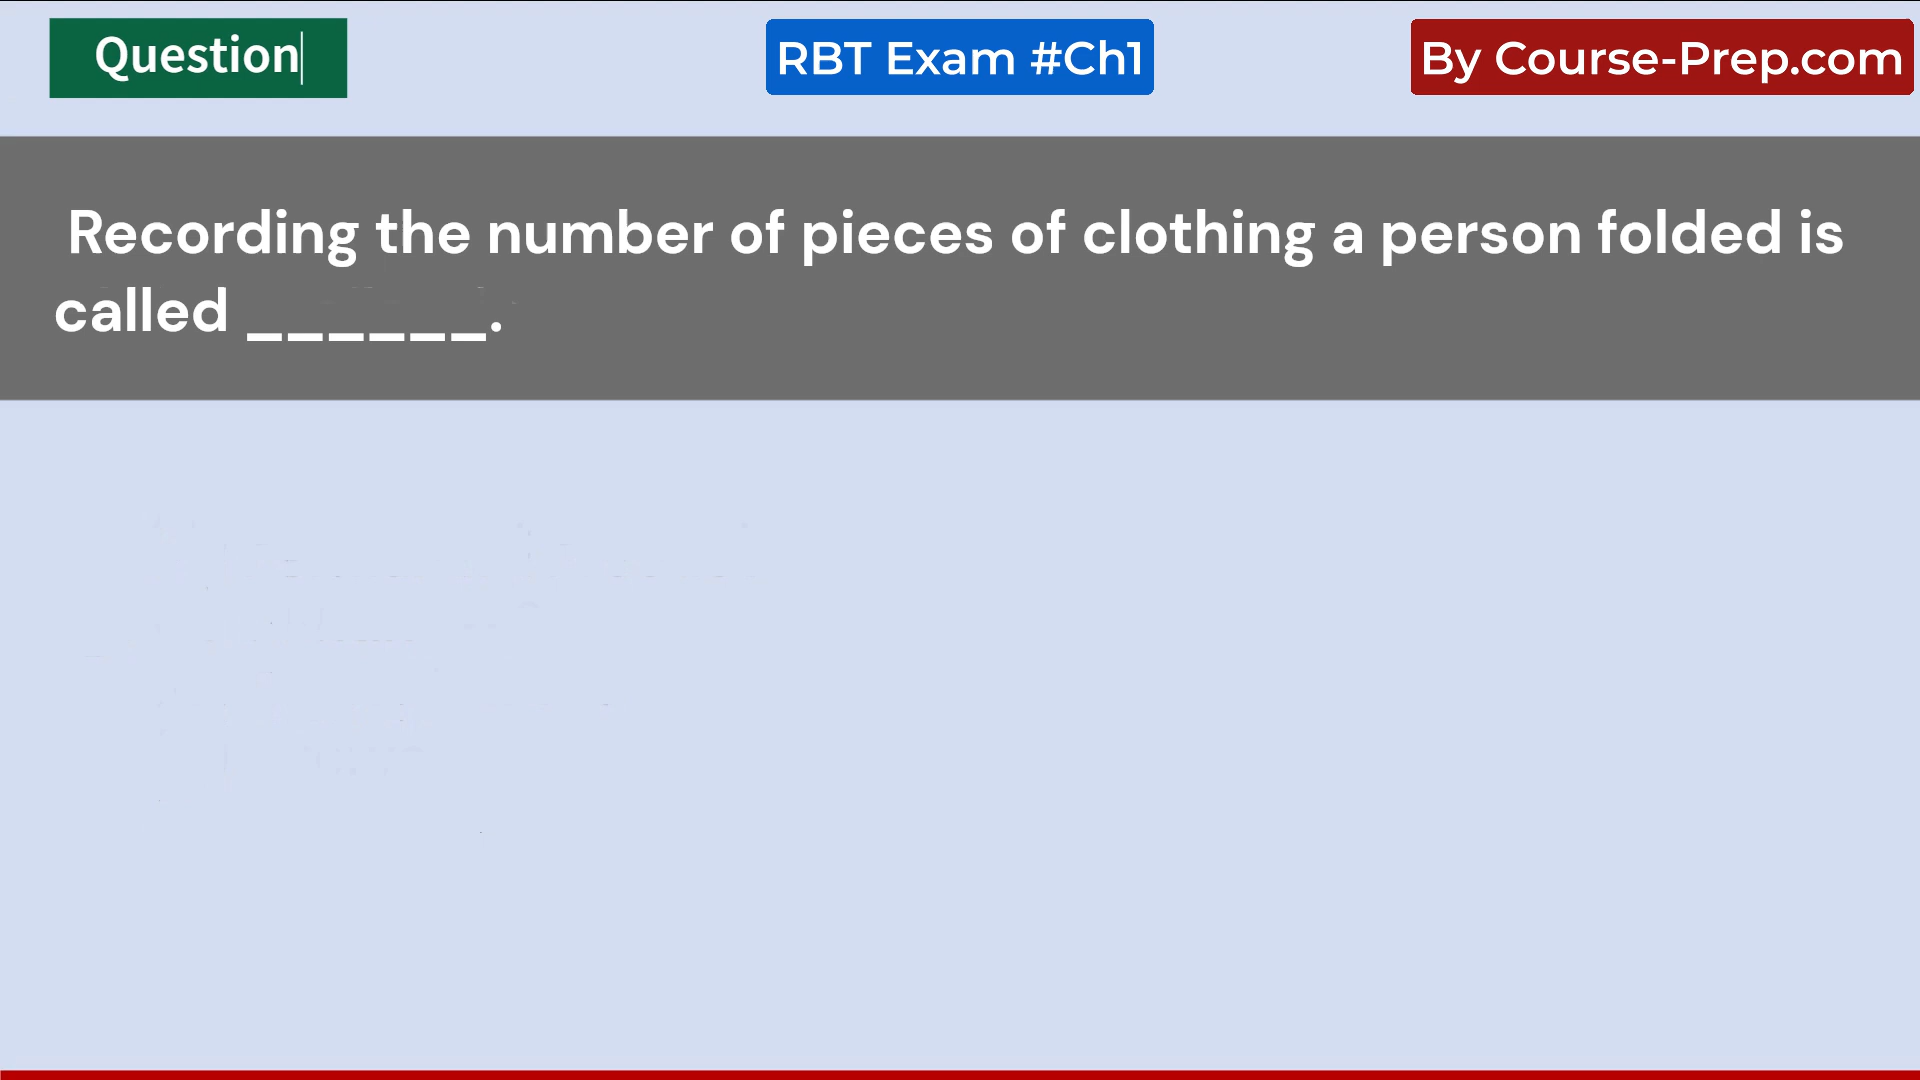 Question
RBT Exam #Ch1
By Course-Prep.com
Recording the number of pieces of clothing a person folded is
called ______.